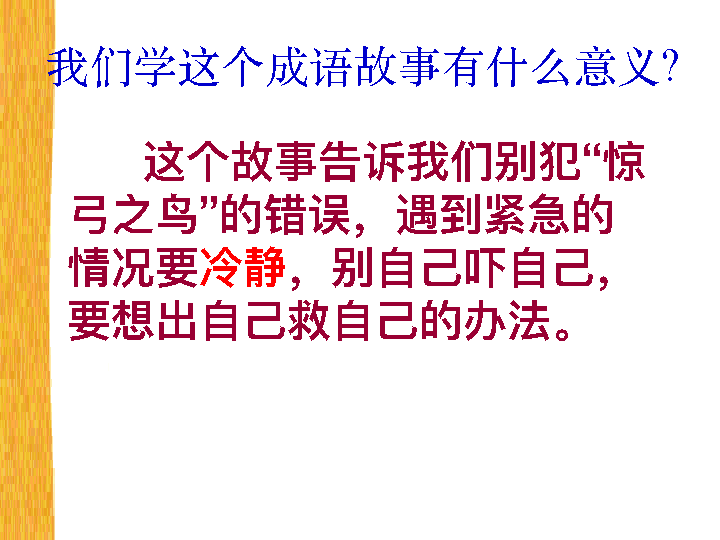 我们学这个成语故事有什么意义?
这个故事告诉我们别犯“惊
弓之鸟”的错误，遇到紧急的
情况要冷静，别自己吓自己，
要想出自己救自己的办法。